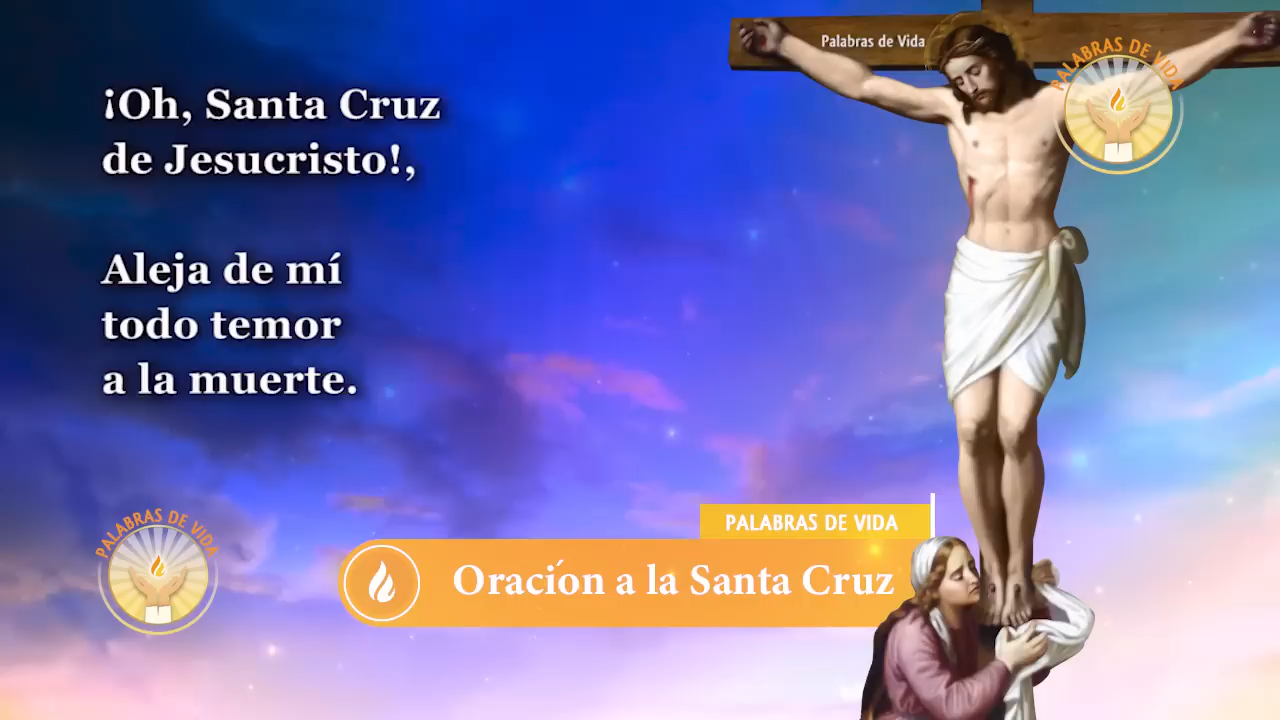 Palabras de Vida
PALABRAS DE VIDA
¡Oh, Santa Cruz
de Jesucristo!,
Aleja de mí
todo temor
a la muerte.
PALABRAS DE VIDA
PALABRAS DE VIDA
Oración a la Santa Cruz